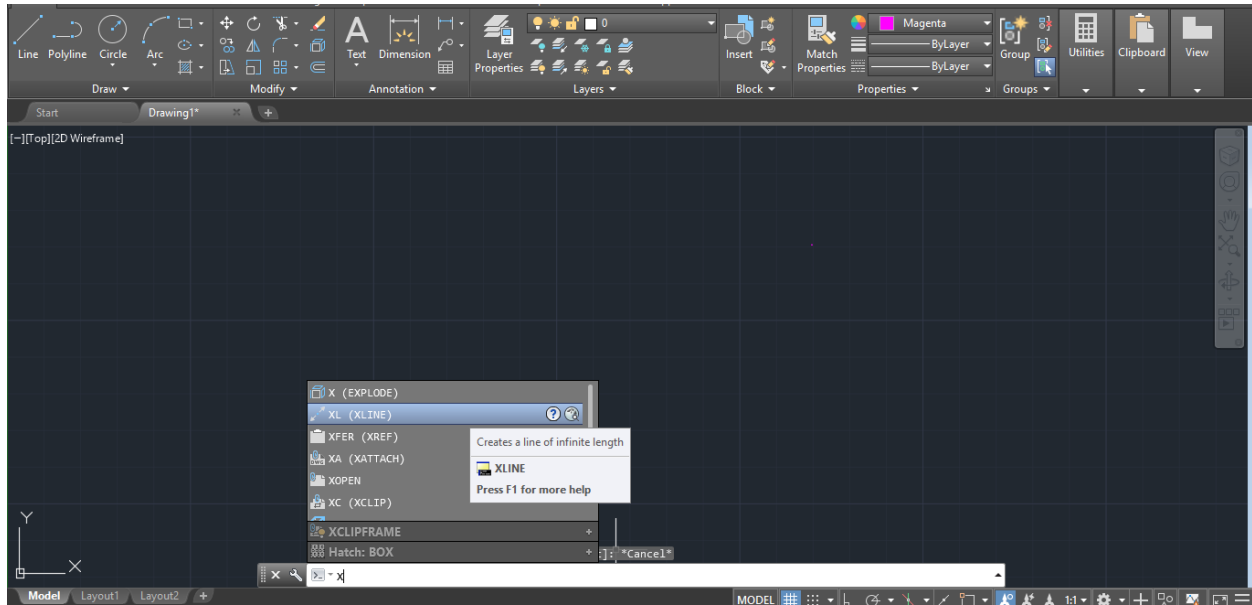 0
Magenta
ByLayer
ByLayer
Line Polyline Circle Arc
Text Dimension
Layer
Properties
Insert
Match
Properties
Group
Utilities Clipboard View
Draw
Modify
Annotation
Layers
Block
Properties
Groups
Start
Drawing1*
[-][Top][2D Wireframe]
X (EXPLODE)
XL (XLINE)
XFER (XREF)
XA (XATTACH)
XOPEN
XC (XCLIP)
XCLIPFRAME
Hatch: BOX
Creates a line of infinite length
XLINE
Press F1 for more help
]: *Cancel*
Y
X
x
Model Layout1 Layout2
MODEL
1:1